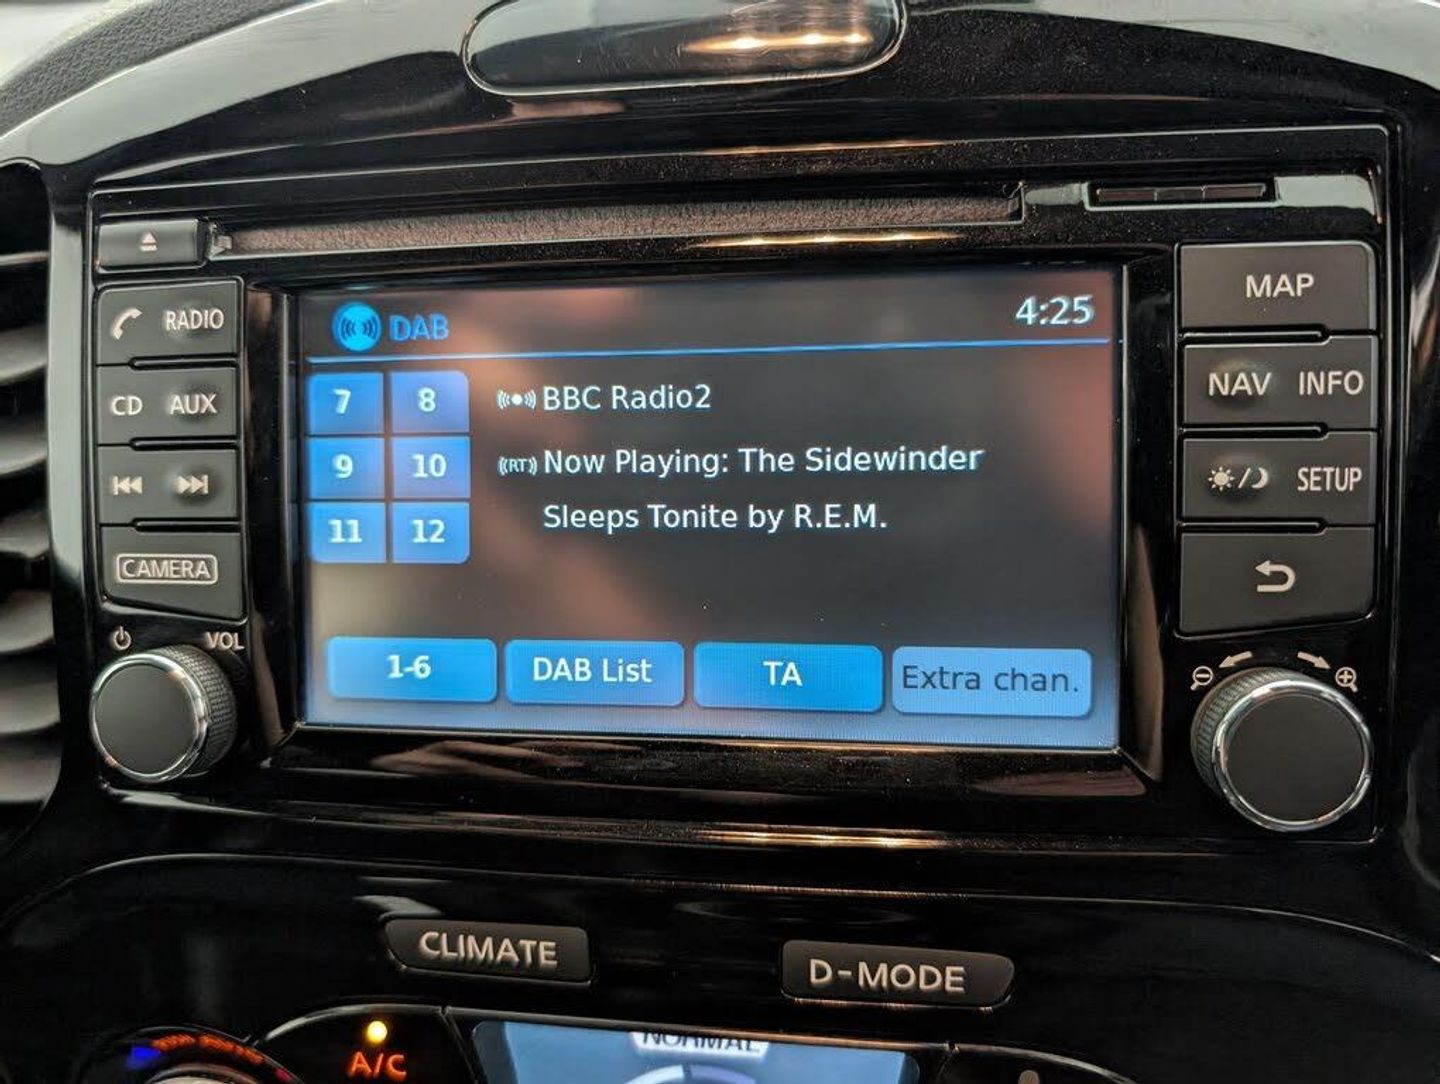 RADIO
CD AUX
CAMERA
VOL
DAB 4:25
7 8
9 10
11 12
BBC Radio2
(RT) Now Playing: The Sidewinder
Sleeps Tonite by R.E.M.
1-6 DAB List TA Extra chan.
MAP
NAV INFO
SETUP
CLIMATE D-MODE
A/C NORMAL